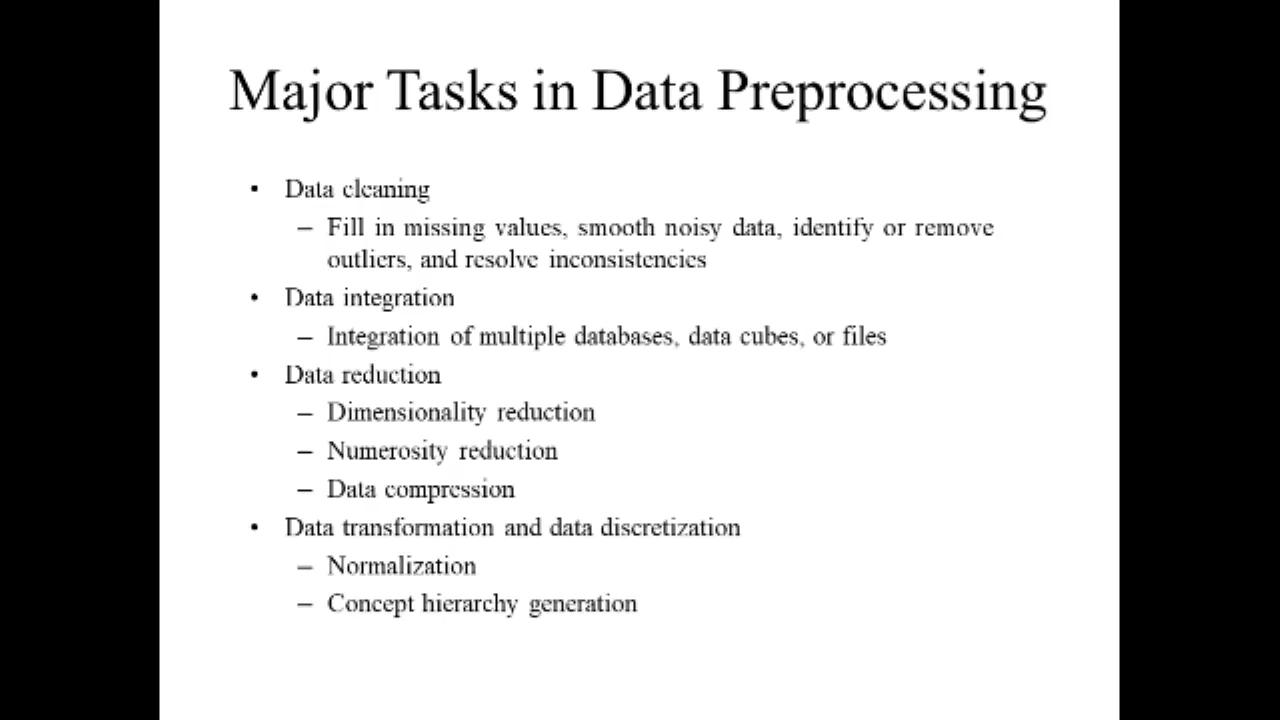 Major Tasks in Data Preprocessing
• Data cleaning
– Fill in missing values, smooth noisy data, identify or remove
outliers, and resolve inconsistencies
• Data integration
– Integration of multiple databases, data cubes, or files
• Data reduction
– Dimensionality reduction
– Numerosity reduction
– Data compression
• Data transformation and data discretization
– Normalization
– Concept hierarchy generation